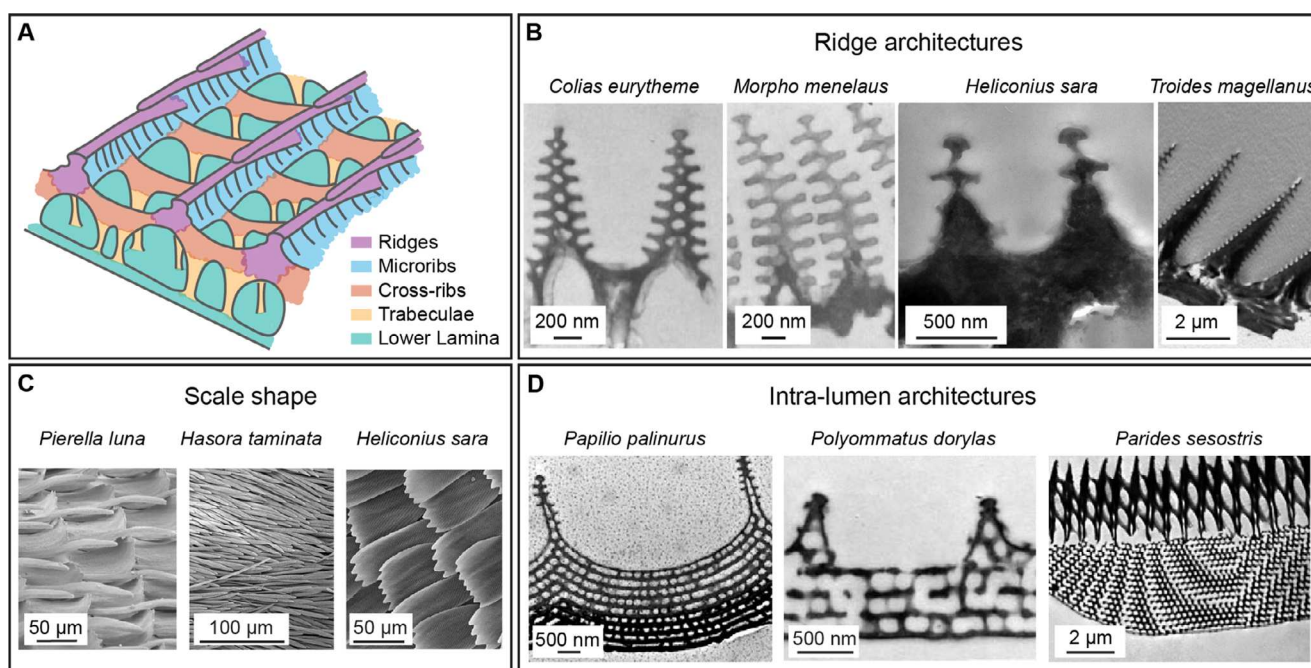 A
Ridges
Microribs
Cross-ribs
Trabeculae
Lower Lamina
B
Ridge architectures
Colias eurytheme
Morpho menelaus
Heliconius sara
Troides magellanus
200 nm
200 nm
500 nm
2 µm
C
Scale shape
Pierella luna
Hasora taminata
Heliconius sara
50 µm
100 µm
50 µm
D
Intra-lumen architectures
Papilio palinurus
Polyommatus dorylas
Parides sesostris
500 nm
500 nm
2 µm